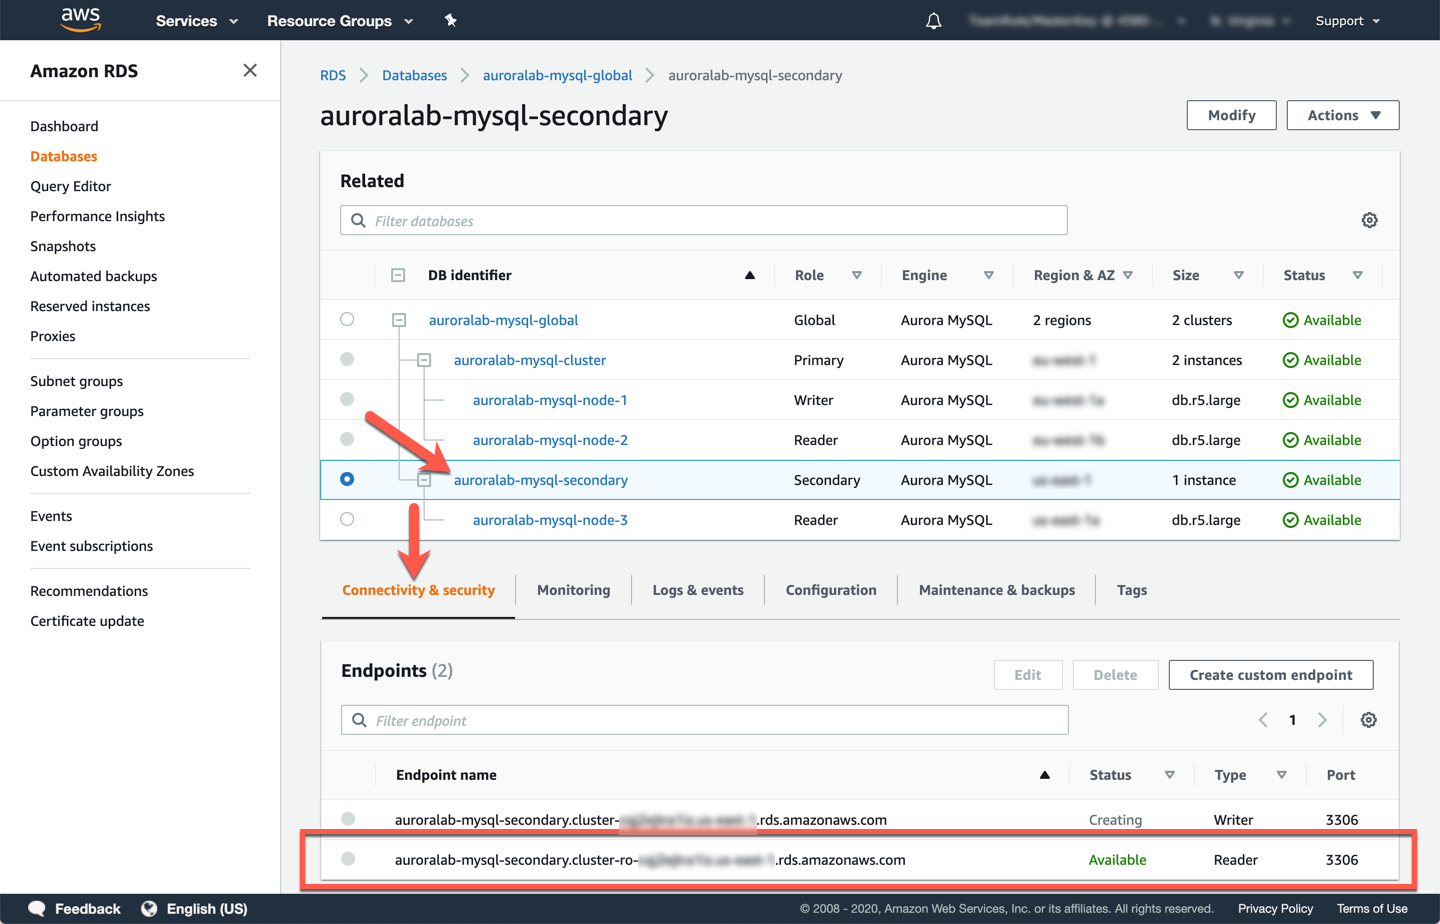 aws Services Resource Groups Support
Amazon RDS
Dashboard
Databases
Query Editor
Performance Insights
Snapshots
Automated backups
Reserved instances
Proxies
Subnet groups
Parameter groups
Option groups
Custom Availability Zones
Events
Event subscriptions
Recommendations
Certificate update
RDS Databases auroralab-mysql-global auroralab-mysql-secondary
auroralab-mysql-secondary Modify Actions
Related
Filter databases
DB identifier Role Engine Region & AZ Size Status
auroralab-mysql-global Global Aurora MySQL 2 regions 2 clusters Available
auroralab-mysql-cluster Primary Aurora MySQL 2 instances Available
auroralab-mysql-node-1 Writer Aurora MySQL db.r5.large Available
auroralab-mysql-node-2 Reader Aurora MySQL db.r5.large Available
auroralab-mysql-secondary Secondary Aurora MySQL 1 instance Available
auroralab-mysql-node-3 Reader Aurora MySQL db.r5.large Available
Connectivity & security Monitoring Logs & events Configuration Maintenance & backups Tags
Endpoints (2) Edit Delete Create custom endpoint
Filter endpoint 1
Endpoint name Status Type Port
auroralab-mysql-secondary.cluster- .rds.amazonaws.com Creating Writer 3306
auroralab-mysql-secondary.cluster-ro- .rds.amazonaws.com Available Reader 3306
Feedback English (US) © 2008 - 2020, Amazon Web Services, Inc. or its affiliates. All rights reserved. Privacy Policy Terms of Use